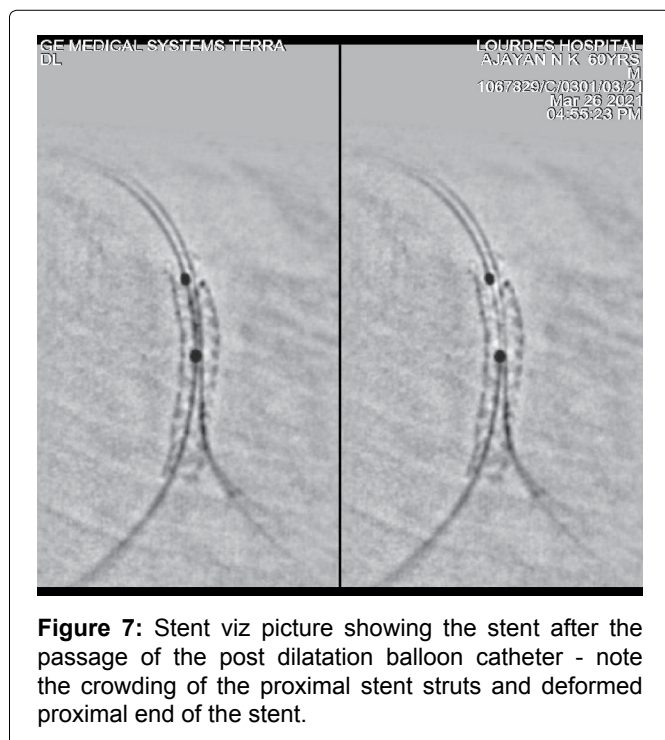 GE MEDICAL SYSTEMS TERRA
DL
LOURDES HOSPITAL
AJAYAN N K 60YRS
M
1067829/C/0301/03/21
Mar 26 2021
04:55:23 PM
Figure 7: Stent viz picture showing the stent after the
passage of the post dilatation balloon catheter - note
the crowding of the proximal stent struts and deformed
proximal end of the stent.